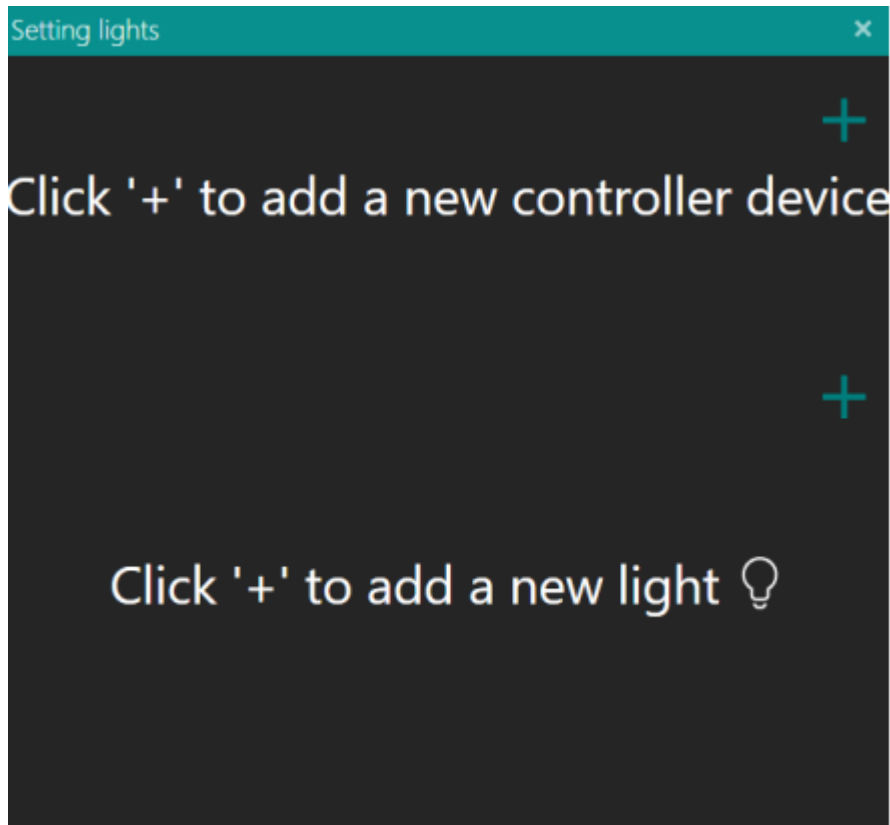 Setting lights
Click '+' to add a new controller device
Click '+' to add a new light